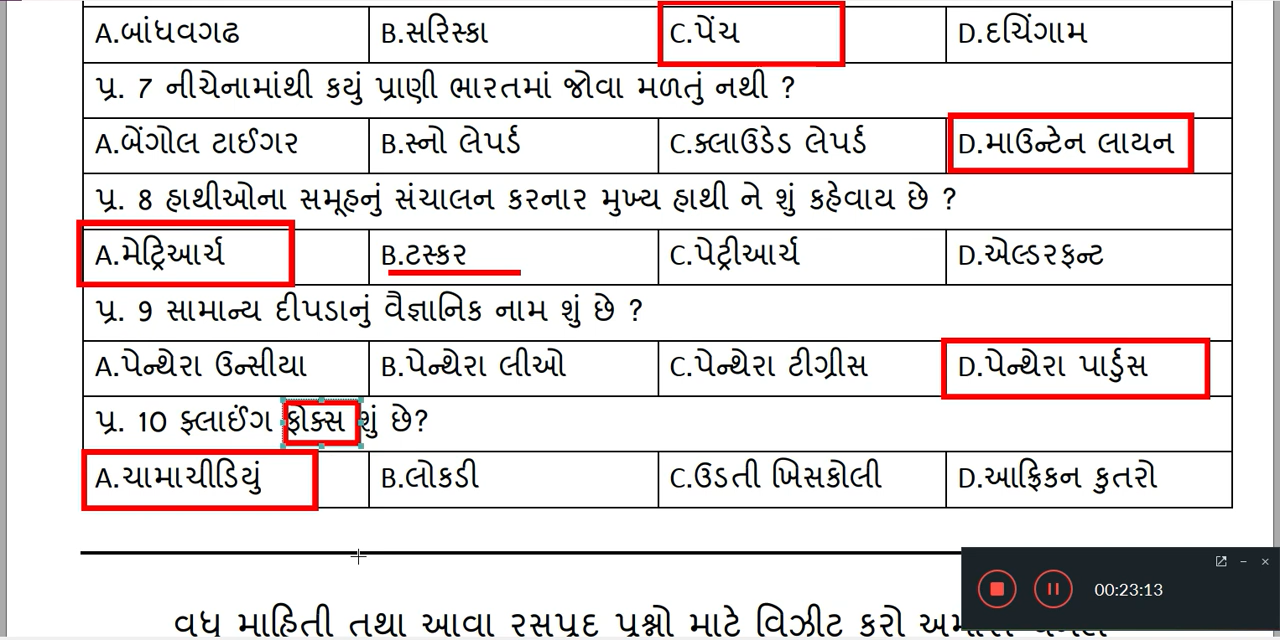 A.બાંધવગઢ B.સરિસ્કા C.પેંચ D.દચિંગામ
પ્ર. 7 નીચેનામાંથી કયું પ્રાણી ભારતમાં જોવા મળતું નથી ?
A.બેંગોલ ટાઈગર B.સ્નો લેપર્ડ C.ક્લાઉડેડ લેપર્ડ D.માઉન્ટેન લાયન
પ્ર. 8 હાથીઓના સમૂહનું સંચાલન કરનાર મુખ્ય હાથી ને શું કહેવાય છે ?
A.મેટ્રિઆર્ચ B.ટસ્કર C.પેટ્રીઆર્ચ D.એલ્ડરફન્ટ
પ્ર. 9 સામાન્ય દીપડાનું વૈજ્ઞાનિક નામ શું છે ?
A.પેન્થેરા ઉન્સીયા B.પેન્થેરા લીઓ C.પેન્થેરા ટીગ્રીસ D.પેન્થેરા પાર્ડુસ
પ્ર. 10 ફ્લાઈંગ ફોક્સ શું છે?
A.ચામાચીડિયું B.લોકડી C.ઉડતી ખિસકોલી D.આફ્રિકન કુતરો
00:23:13
વધુ માહિતી તથા આવા રસપ્રદ પ્રશ્નો માટે વિઝીટ કરો